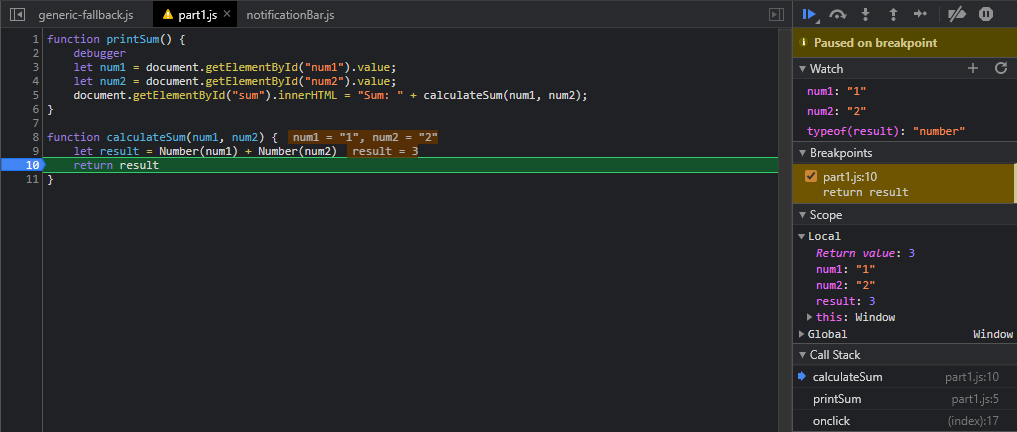 generic-fallback.js
part1.js ×
notificationBar.js
1 function printSum() {
2     debugger
3     let num1 = document.getElementById("num1").value;
4     let num2 = document.getElementById("num2").value;
5     document.getElementById("sum").innerHTML = "Sum: " + calculateSum(num1, num2);
6 }
7
8 function calculateSum(num1, num2) { num1 = "1", num2 = "2"
9     let result = Number(num1) + Number(num2) result = 3
10     return result
11 }
Paused on breakpoint
Watch
num1: "1"
num2: "2"
typeof(result): "number"
Breakpoints
part1.js:10
return result
Scope
Local
Return value: 3
num1: "1"
num2: "2"
result: 3
this: Window
Global Window
Call Stack
calculateSum part1.js:10
printSum part1.js:5
onclick (index):17